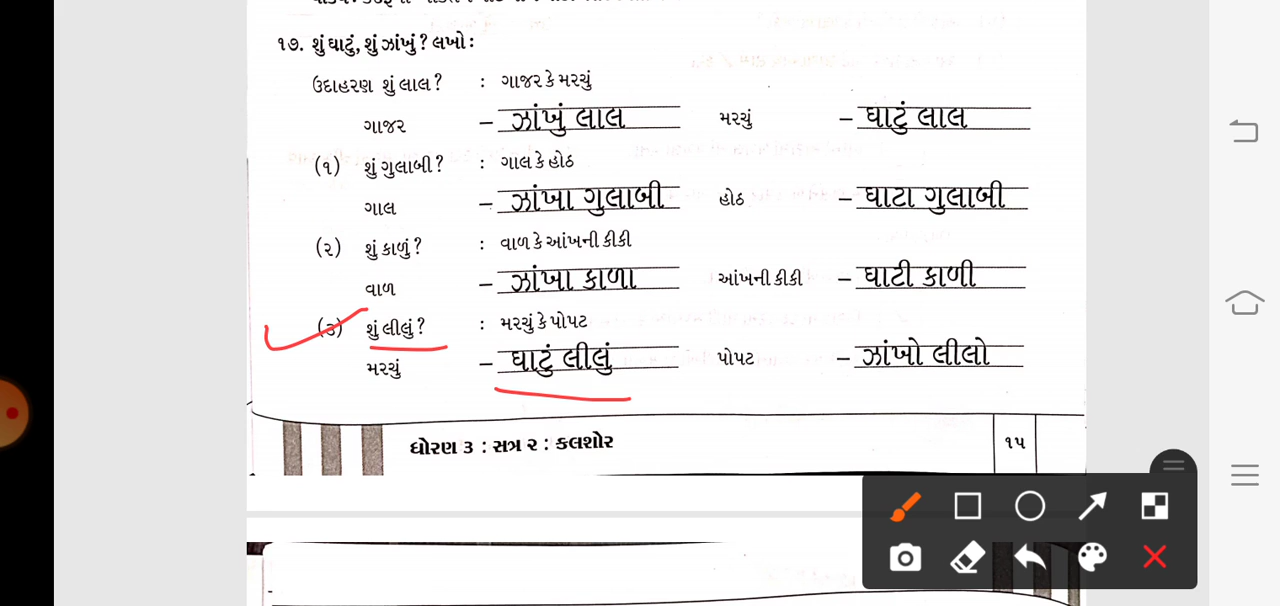 ૧૭. શું ઘાટું, શું ઝાંખું? લખો :
ઉદાહરણ શું લાલ? : ગાજર કે મરચું
ગાજર – ઝાંખું લાલ મરચું – ઘાટું લાલ
(૧) શું ગુલાબી? : ગાલ કે હોઠ
ગાલ – ઝાંખા ગુલાબી હોઠ – ઘાટા ગુલાબી
(૨) શું કાળું? : વાળ કે આંખની કીકી
વાળ – ઝાંખા કાળા આંખની કીકી – ઘાટી કાળી
(૩) શું લીલું? : મરચું કે પોપટ
મરચું – ઘાટું લીલું પોપટ – ઝાંખો લીલો
ધોરણ 3 : સત્ર ૨ : કલશોર ૧૫